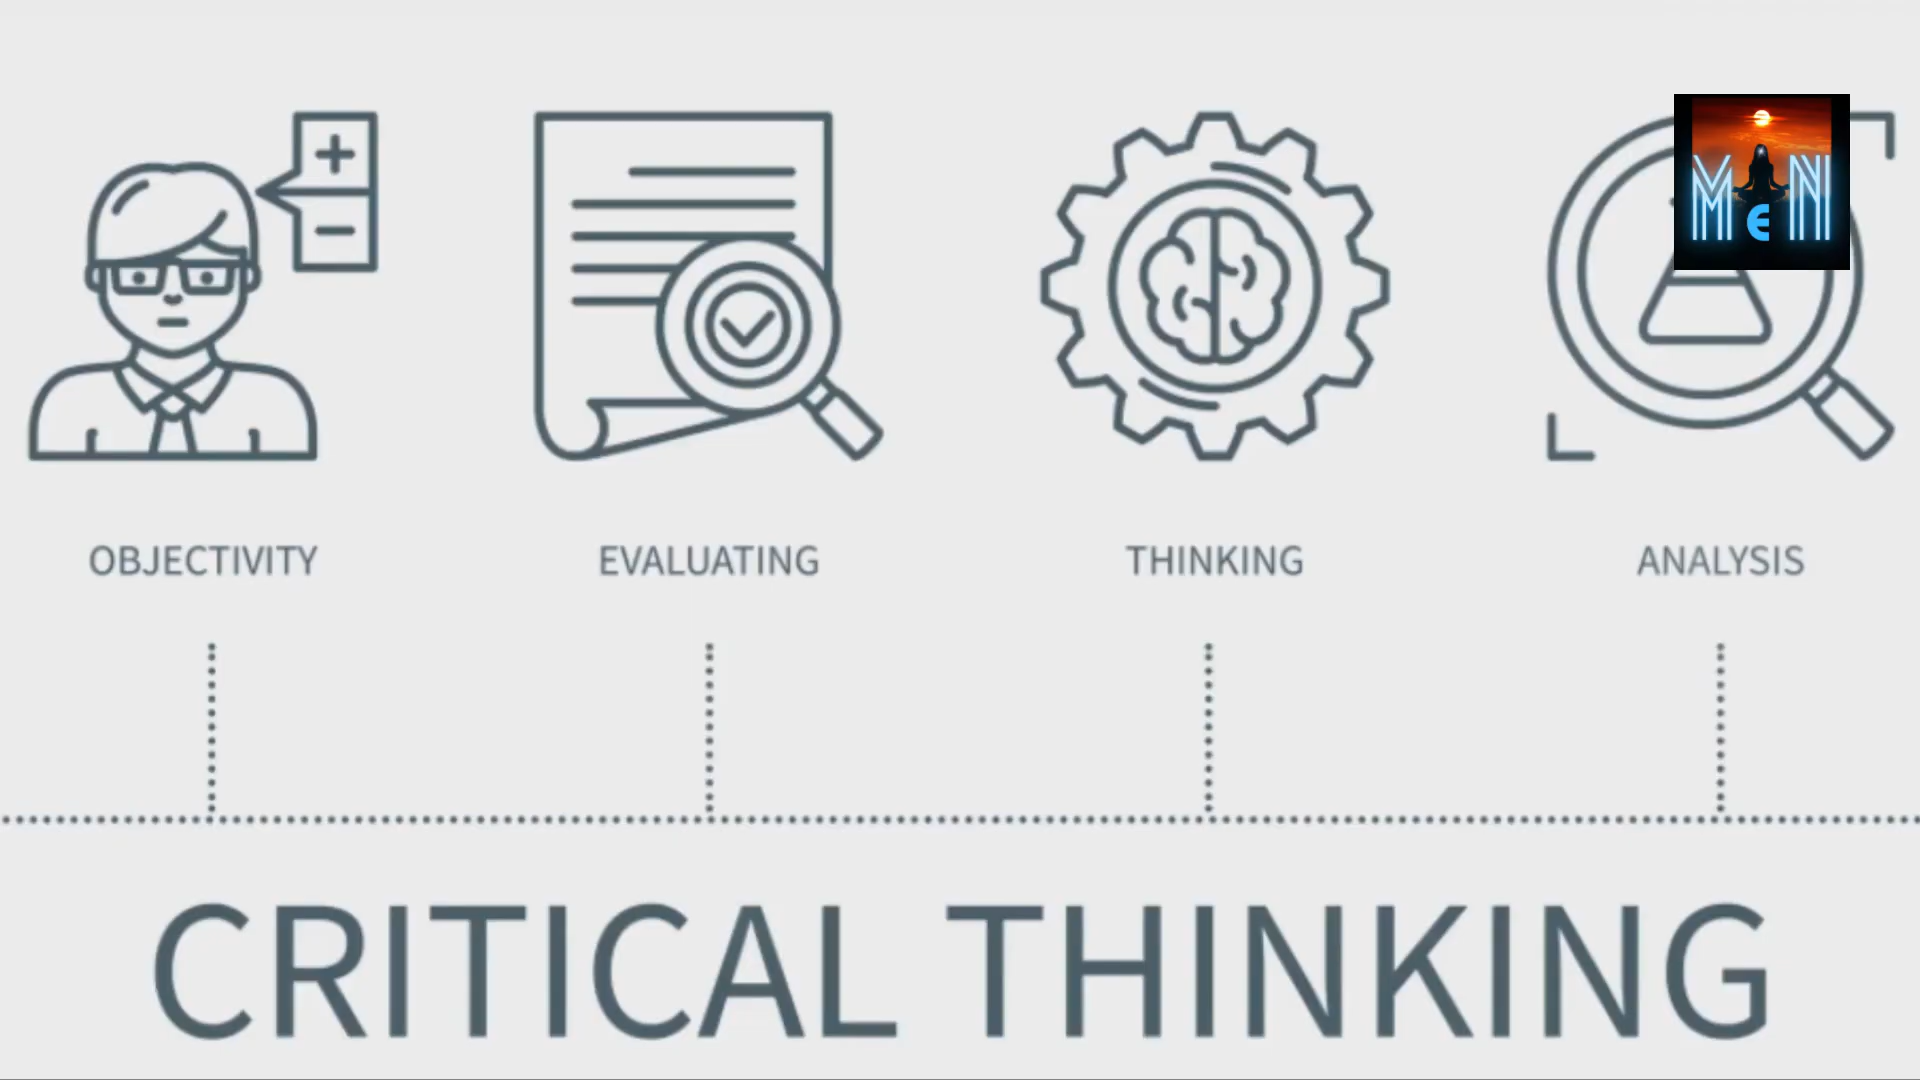 MeN
OBJECTIVITY
EVALUATING
THINKING
ANALYSIS
CRITICAL THINKING